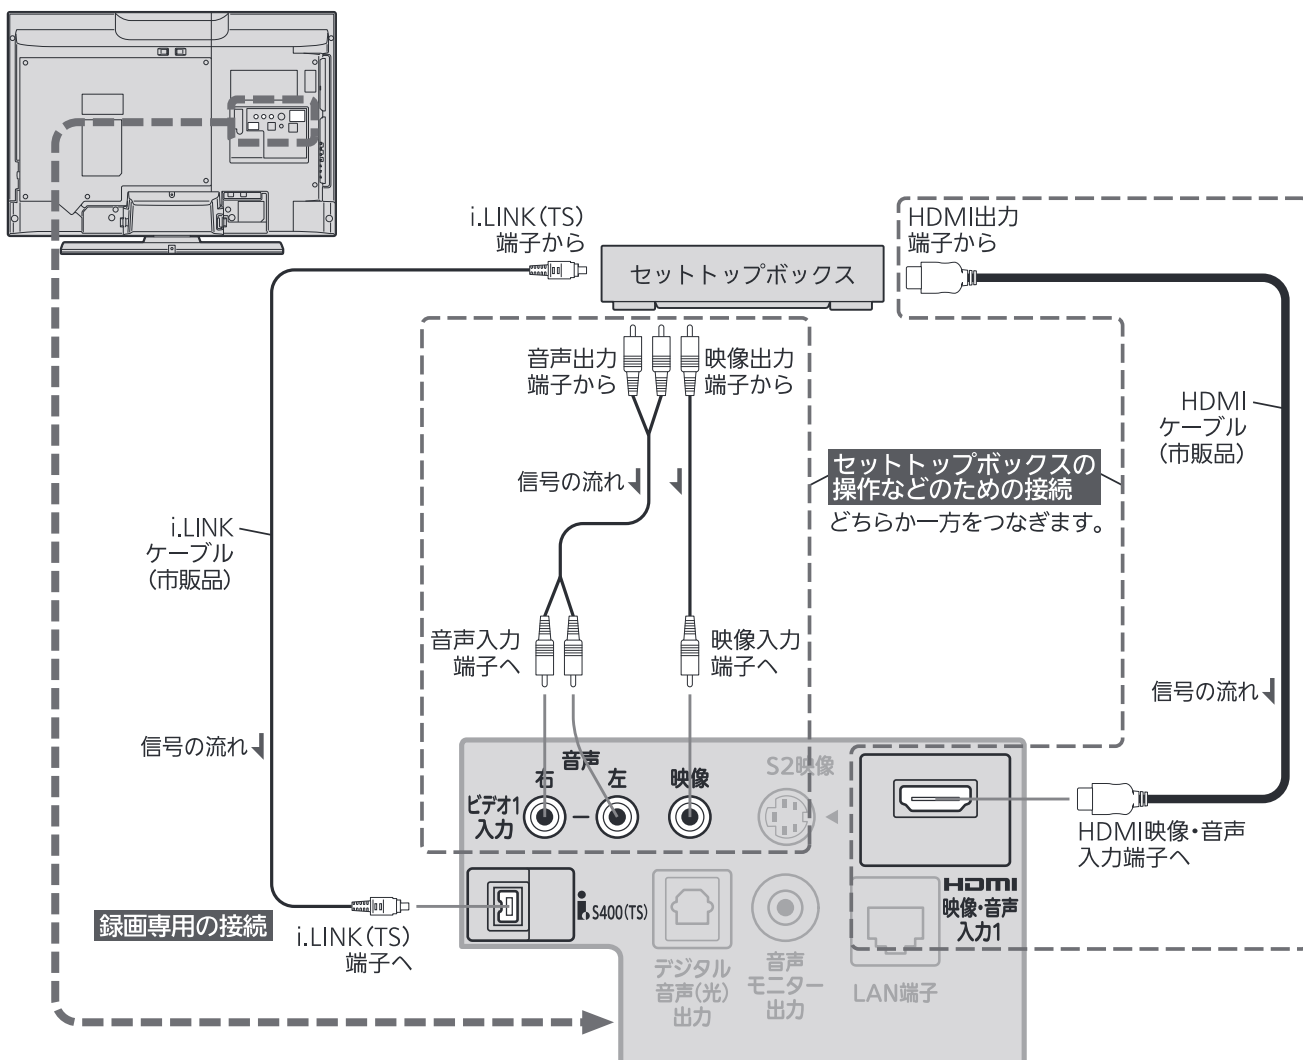 i.LINK(TS)
端子から
セットトップボックス
HDMI出力
端子から
音声出力
端子から
映像出力
端子から
HDMI
ケーブル
(市販品)
セットトップボックスの
操作などのための接続
どちらか一方をつなぎます。
信号の流れ
i.LINK
ケーブル
(市販品)
音声入力
端子へ
映像入力
端子へ
信号の流れ
信号の流れ
音声
右
左
映像
S2映像
ビデオ1
入力
HDMI映像・音声
入力端子へ
録画専用の接続
i.LINK(TS)
端子へ
i.S400(TS)
HDMI
映像・音声
入力1
デジタル
音声(光)
出力
音声
モニター
出力
LAN端子